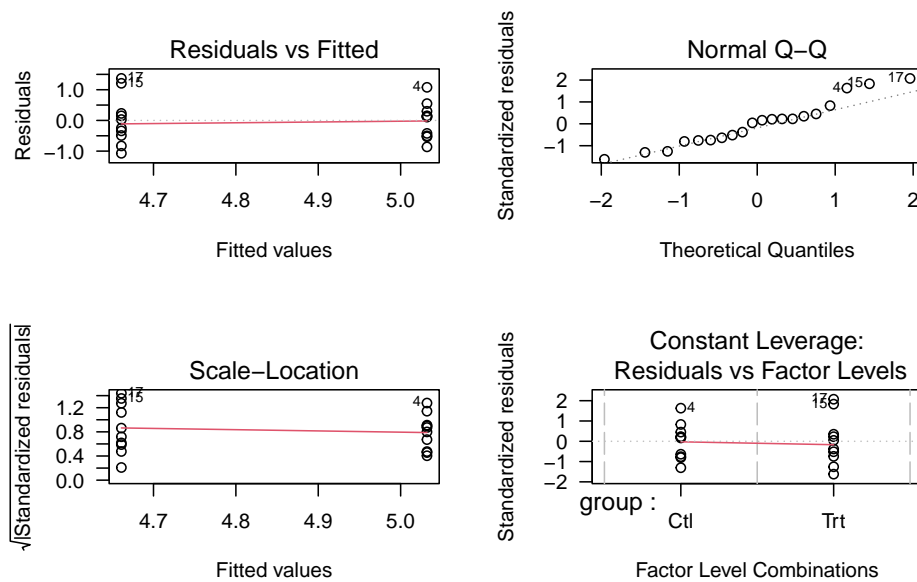 Residuals vs Fitted
Residuals
1.0
0.0
−1.0
17
15
4
4.7 4.8 4.9 5.0
Fitted values
Normal Q−Q
Standardized residuals
2
1
0
−1
4 15 17
−2 −1 0 1 2
Theoretical Quantiles
Scale−Location
√|Standardized residuals|
1.2
0.8
0.4
0.0
17
15
4
4.7 4.8 4.9 5.0
Fitted values
Constant Leverage:
Residuals vs Factor Levels
Standardized residuals
2
1
0
−1
−2
4
17
15
group :
Ctl Trt
Factor Level Combinations